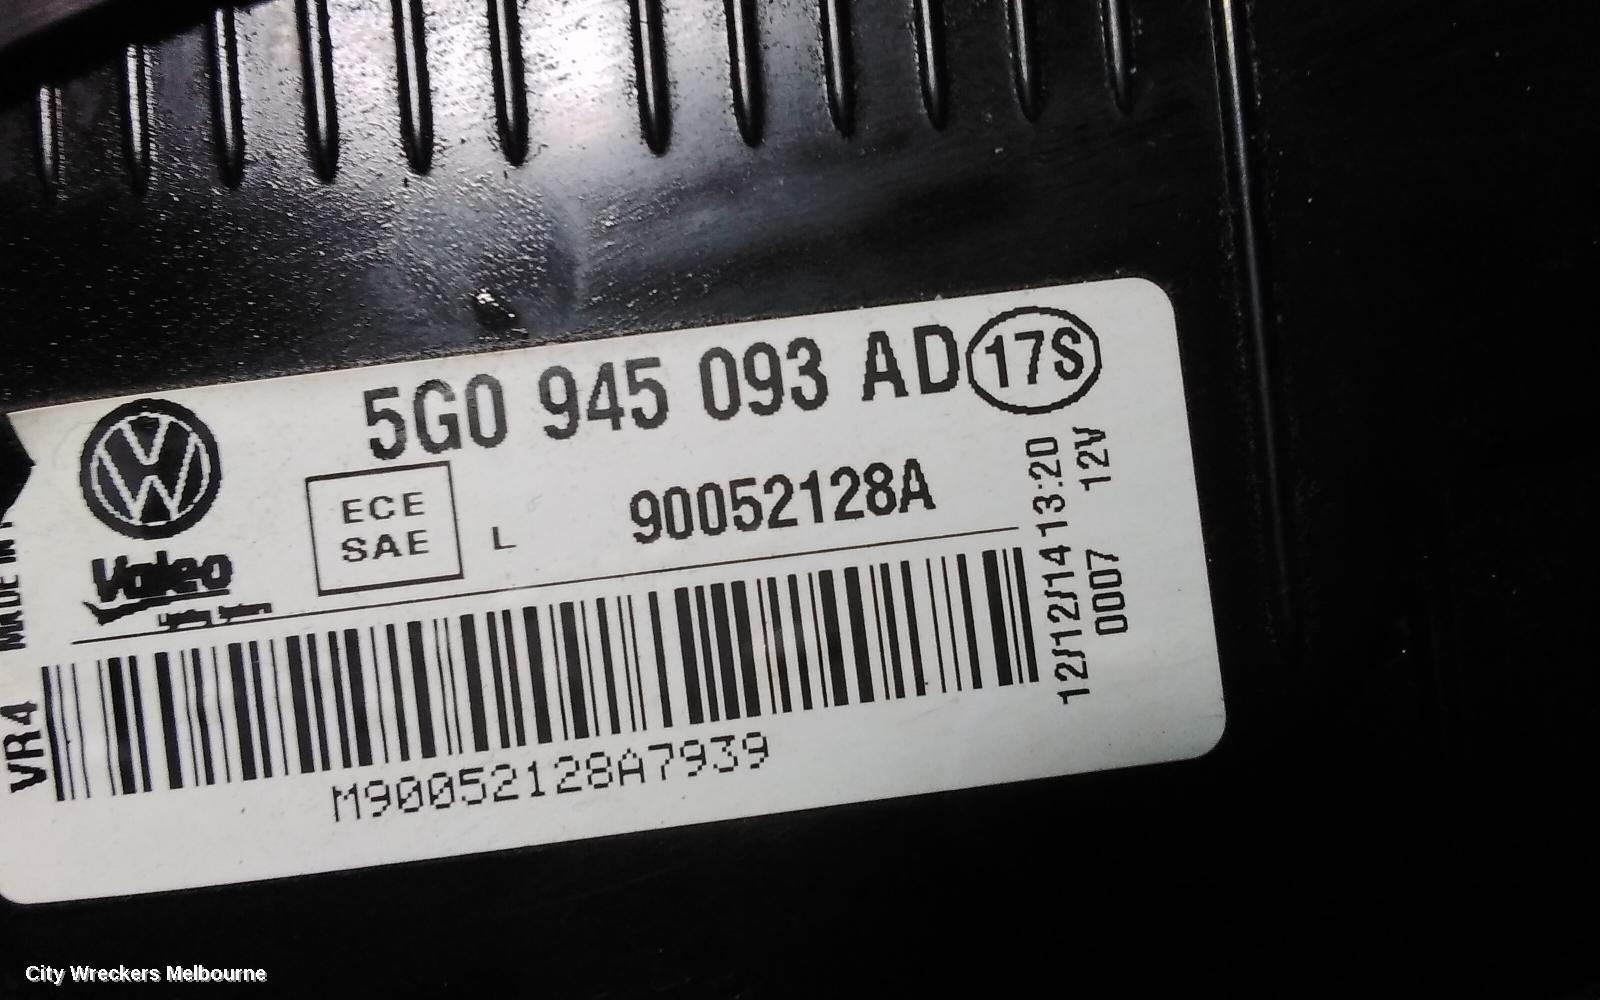 5G0 945 093 AD 17S
ECE
SAE
L
90052128A
Valeo
MADE IN
VR4
M90052128A7939
12/12/14 13:20
0007 12V
City Wreckers Melbourne